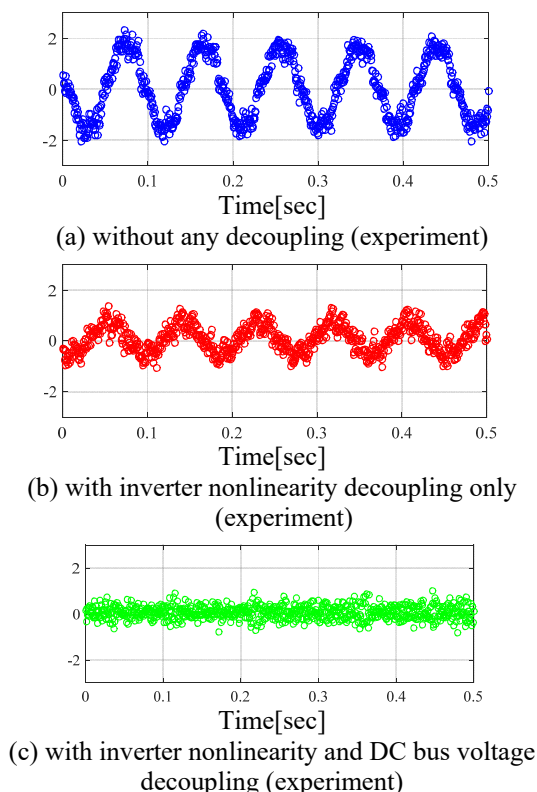 2
0
-2
0 0.1 0.2 0.3 0.4 0.5
Time[sec]
(a) without any decoupling (experiment)
2
0
-2
0 0.1 0.2 0.3 0.4 0.5
Time[sec]
(b) with inverter nonlinearity decoupling only
(experiment)
2
0
-2
0 0.1 0.2 0.3 0.4 0.5
Time[sec]
(c) with inverter nonlinearity and DC bus voltage
decoupling (experiment)